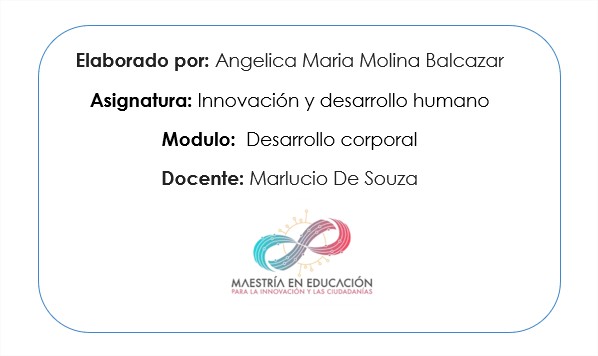 Elaborado por: Angelica Maria Molina Balcazar
Asignatura: Innovación y desarrollo humano
Modulo: Desarrollo corporal
Docente: Marlucio De Souza
MAESTRÍA EN EDUCACIÓN
PARA LA INNOVACIÓN Y LAS CIUDADANÍAS